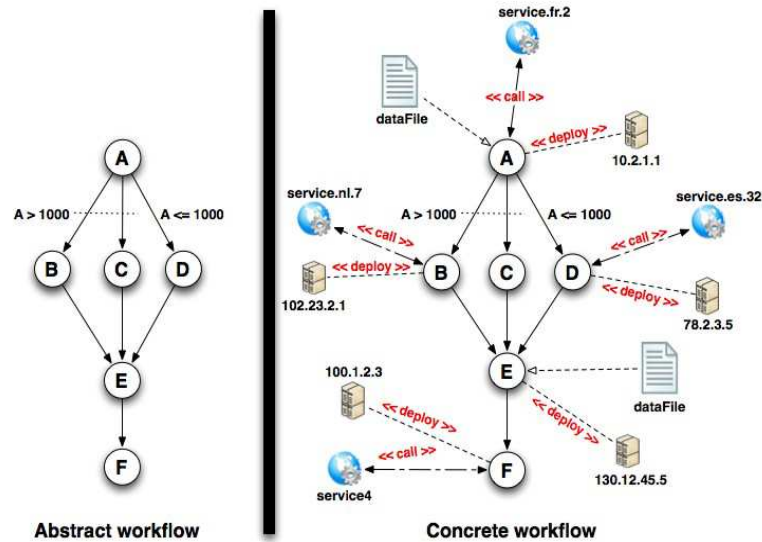 A
A > 1000
A <= 1000
B
C
D
E
F
Abstract workflow
service.fr.2
<< call >>
dataFile
<< deploy >>
10.2.1.1
A
service.nl.7
A > 1000
A <= 1000
service.es.32
<< call >>
<< call >>
<< deploy >>
B
C
D
102.23.2.1
<< deploy >>
78.2.3.5
E
100.1.2.3
dataFile
<< deploy >>
<< deploy >>
<< call >>
F
service4
130.12.45.5
Concrete workflow